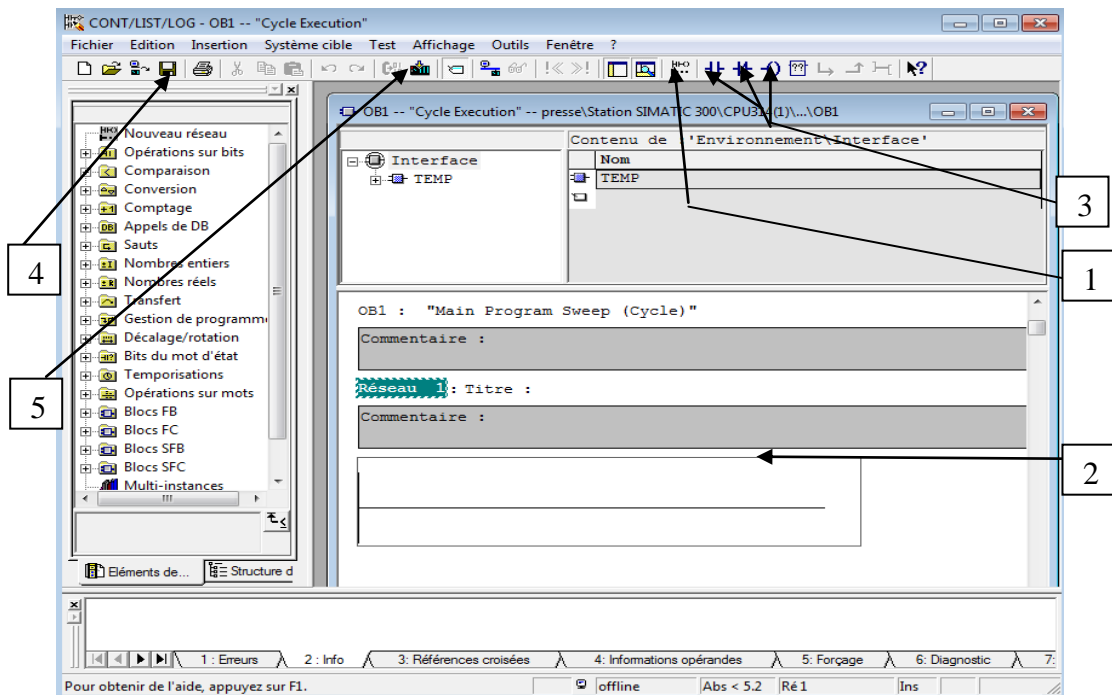 CONT/LIST/LOG - OB1 -- "Cycle Execution"
Fichier Edition Insertion Système cible Test Affichage Outils Fenêtre ?
OB1 -- "Cycle Execution" -- presse\Station SIMATIC 300\CPU314(1)\...\OB1
Contenu de :'Environnement\Interface'
Nom
Interface
TEMP
TEMP
Nouveau réseau
Opérations sur bits
Comparaison
Conversion
Comptage
Appels de DB
Sauts
Nombres entiers
Nombres réels
Transfert
Gestion de programme
Décalage/rotation
Bits du mot d'état
Temporisations
Opérations sur mots
Blocs FB
Blocs FC
Blocs SFB
Blocs SFC
Multi-instances
Eléments de...
Structure d
4
5
3
1
2
OB1 : "Main Program Sweep (Cycle)"
Commentaire :
Réseau 1: Titre :
Commentaire :
1 : Erreurs
2 : Info
3: Références croisées
4: Informations opérandes
5: Forçage
6: Diagnostic
7:
Pour obtenir de l'aide, appuyez sur F1.
offline
Abs < 5.2
Ré 1
Ins